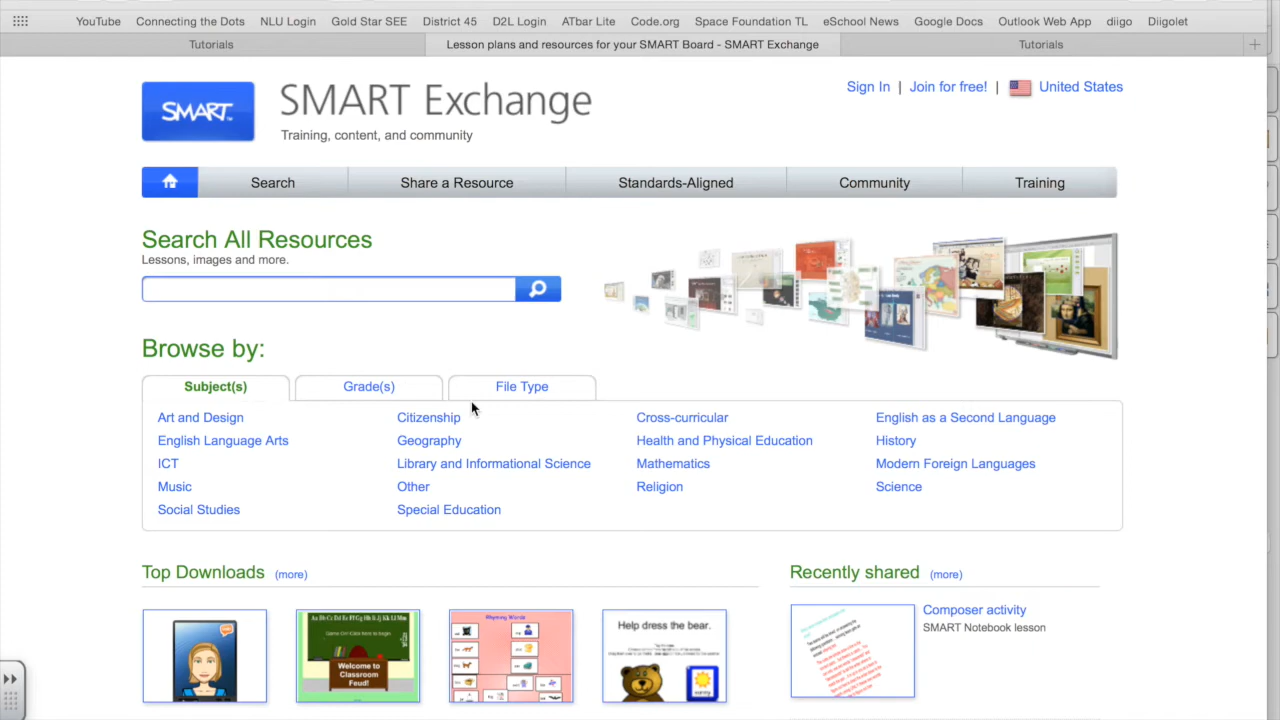 YouTube Connecting the Dots NLU Login Gold Star SEE District 45 D2L Login ATbar Lite Code.org Space Foundation TL eSchool News Google Docs Outlook Web App diigo Diigolet
Tutorials Lesson plans and resources for your SMART Board - SMART Exchange Tutorials
SMART™ SMART Exchange
Training, content, and community
Sign In | Join for free! | United States
Search Share a Resource Standards-Aligned Community Training
Search All Resources
Lessons, images and more.
Browse by:
Subject(s) Grade(s) File Type
Art and Design Citizenship Cross-curricular English as a Second Language
English Language Arts Geography Health and Physical Education History
ICT Library and Informational Science Mathematics Modern Foreign Languages
Music Other Religion Science
Social Studies Special Education
Top Downloads (more) Recently shared (more)
Welcome to
Classroom
Feud!
Rhyming Words
Help dress the bear.
Composer activity
SMART Notebook lesson